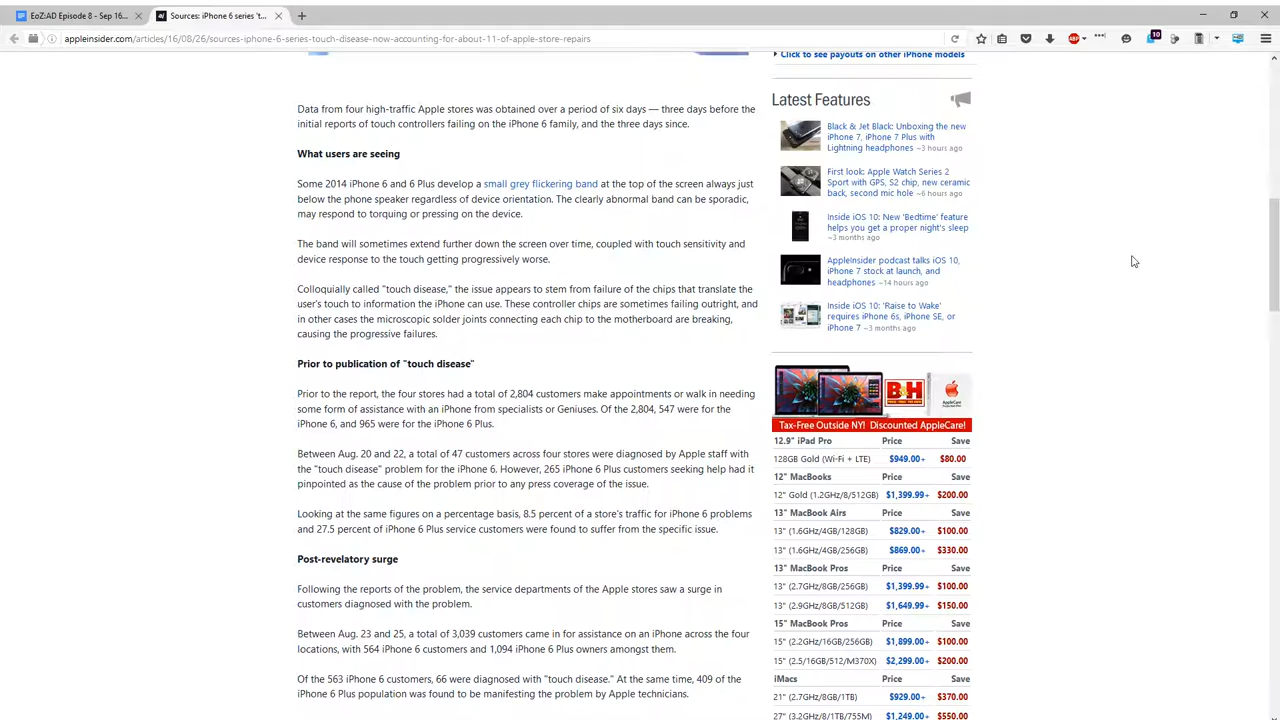 EoZ:AD Episode 8 - Sep 16...
Sources: iPhone 6 series 't...
appleinsider.com/articles/16/08/26/sources-iphone-6-series-touch-disease-now-accounting-for-about-11-of-apple-store-repairs
10
Data from four high-traffic Apple stores was obtained over a period of six days — three days before the
initial reports of touch controllers failing on the iPhone 6 family, and the three days since.
What users are seeing
Some 2014 iPhone 6 and 6 Plus develop a small grey flickering band at the top of the screen always just
below the phone speaker regardless of device orientation. The clearly abnormal band can be sporadic,
may respond to torquing or pressing on the device.
The band will sometimes extend further down the screen over time, coupled with touch sensitivity and
device response to the touch getting progressively worse.
Colloquially called "touch disease," the issue appears to stem from failure of the chips that translate the
user's touch to information the iPhone can use. These controller chips are sometimes failing outright, and
in other cases the microscopic solder joints connecting each chip to the motherboard are breaking,
causing the progressive failures.
Prior to publication of "touch disease"
Prior to the report, the four stores had a total of 2,804 customers make appointments or walk in needing
some form of assistance with an iPhone from specialists or Geniuses. Of the 2,804, 547 were for the
iPhone 6, and 965 were for the iPhone 6 Plus.
Between Aug. 20 and 22, a total of 47 customers across four stores were diagnosed by Apple staff with
the "touch disease" problem for the iPhone 6. However, 265 iPhone 6 Plus customers seeking help had it
pinpointed as the cause of the problem prior to any press coverage of the issue.
Looking at the same figures on a percentage basis, 8.5 percent of a store's traffic for iPhone 6 problems
and 27.5 percent of iPhone 6 Plus service customers were found to suffer from the specific issue.
Post-revelatory surge
Following the reports of the problem, the service departments of the Apple stores saw a surge in
customers diagnosed with the problem.
Between Aug. 23 and 25, a total of 3,039 customers came in for assistance on an iPhone across the four
locations, with 564 iPhone 6 customers and 1,094 iPhone 6 Plus owners amongst them.
Of the 563 iPhone 6 customers, 66 were diagnosed with "touch disease." At the same time, 409 of the
iPhone 6 Plus population was found to be manifesting the problem by Apple technicians.
Click to see payouts on other iPhone models
Latest Features
Black & Jet Black: Unboxing the new
iPhone 7, iPhone 7 Plus with
Lightning headphones ~3 hours ago
First look: Apple Watch Series 2
Sport with GPS, S2 chip, new ceramic
back, second mic hole ~6 hours ago
Inside iOS 10: New 'Bedtime' feature
helps you get a proper night's sleep
~3 months ago
AppleInsider podcast talks iOS 10,
iPhone 7 stock at launch, and
headphones ~14 hours ago
Inside iOS 10: 'Raise to Wake'
requires iPhone 6s, iPhone SE, or
iPhone 7 ~3 months ago
B&H
Tax-Free Outside NY! Discounted AppleCare!
12.9" iPad Pro Price Save
128GB Gold (Wi-Fi + LTE) $949.00+ $80.00
12" MacBooks Price Save
12" Gold (1.2GHz/8/512GB) $1,399.99+ $200.00
13" MacBook Airs Price Save
13" (1.6GHz/4GB/128GB) $829.00+ $100.00
13" (1.6GHz/4GB/256GB) $869.00+ $330.00
13" MacBook Pros Price Save
13" (2.7GHz/8GB/256GB) $1,399.99+ $100.00
13" (2.9GHz/8GB/512GB) $1,649.99+ $150.00
15" MacBook Pros Price Save
15" (2.2GHz/16GB/256GB) $1,899.00+ $100.00
15" (2.5/16GB/512/M370X) $2,299.00+ $200.00
iMacs Price Save
21" (2.7GHz/8GB/1TB) $929.00+ $370.00
27" (3.2GHz/8/1TB/755M) $1,249.00+ $550.00